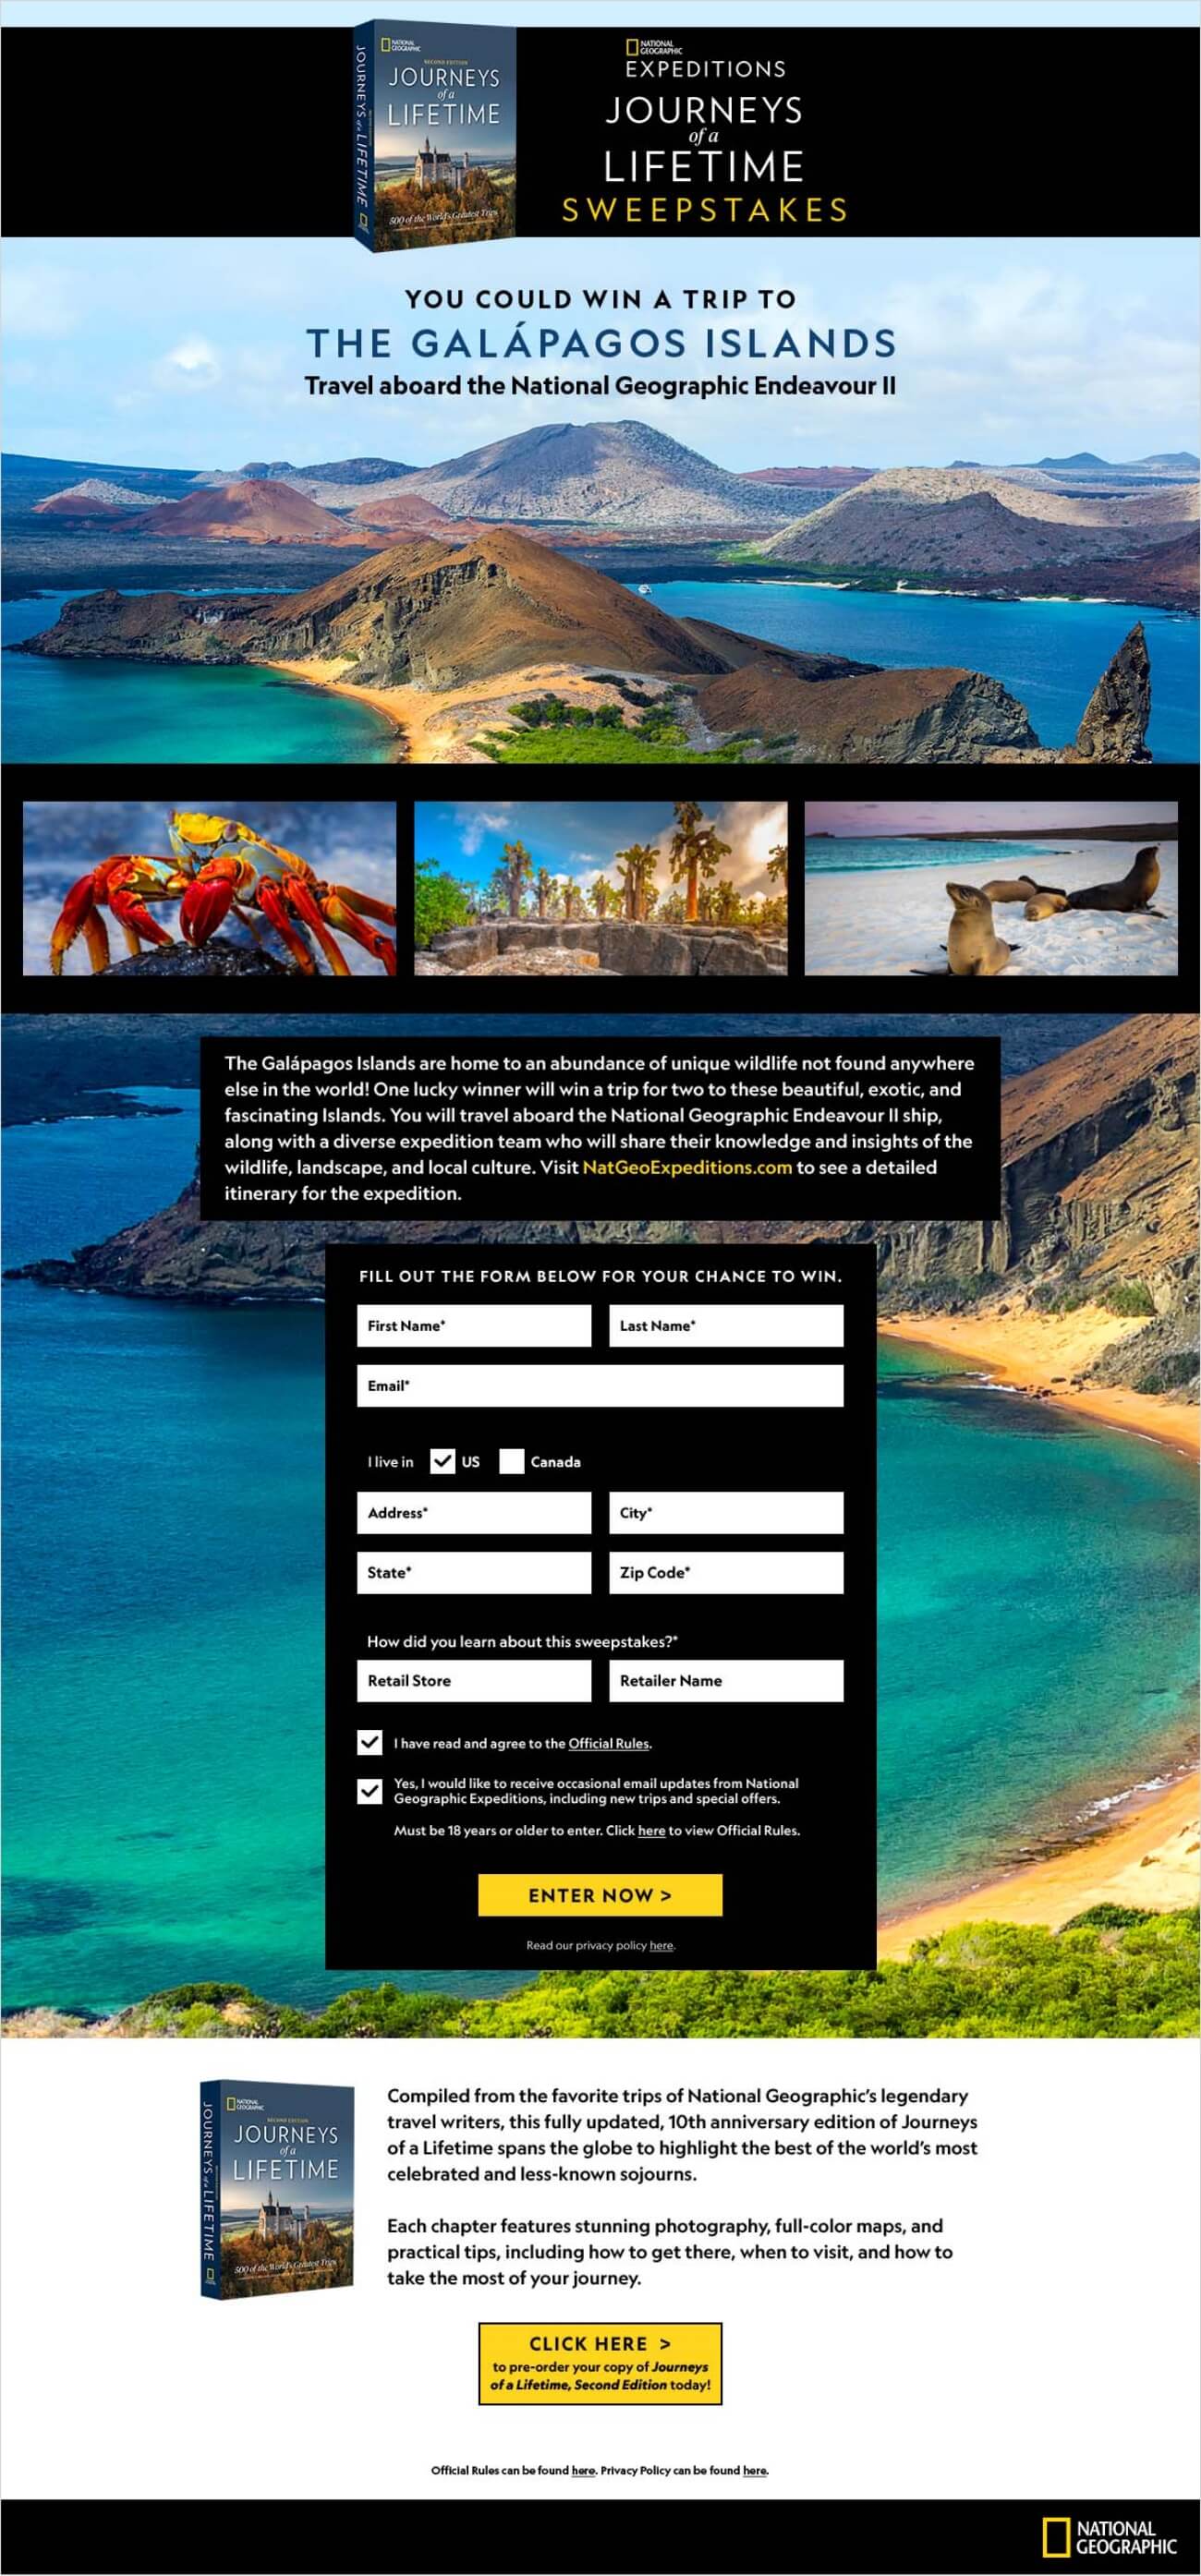 NATIONAL
GEOGRAPHIC
SECOND EDITION
JOURNEYS
of a
LIFETIME
500 of the World's Greatest Trips
JOURNEYS of a LIFETIME
NATIONAL
GEOGRAPHIC
EXPEDITIONS
JOURNEYS
of a
LIFETIME
SWEEPSTAKES
YOU COULD WIN A TRIP TO
THE GALÁPAGOS ISLANDS
Travel aboard the National Geographic Endeavour II
The Galápagos Islands are home to an abundance of unique wildlife not found anywhere
else in the world! One lucky winner will win a trip for two to these beautiful, exotic, and
fascinating Islands. You will travel aboard the National Geographic Endeavour II ship,
along with a diverse expedition team who will share their knowledge and insights of the
wildlife, landscape, and local culture. Visit NatGeoExpeditions.com to see a detailed
itinerary for the expedition.
FILL OUT THE FORM BELOW FOR YOUR CHANCE TO WIN.
First Name* Last Name*
Email*
I live in US Canada
Address* City*
State* Zip Code*
How did you learn about this sweepstakes?*
Retail Store Retailer Name
I have read and agree to the Official Rules.
Yes, I would like to receive occasional email updates from National
Geographic Expeditions, including new trips and special offers.
Must be 18 years or older to enter. Click here to view Official Rules.
ENTER NOW >
Read our privacy policy here.
NATIONAL
GEOGRAPHIC
SECOND EDITION
JOURNEYS
of a
LIFETIME
500 of the World's Greatest Trips
JOURNEYS of a LIFETIME
Compiled from the favorite trips of National Geographic's legendary
travel writers, this fully updated, 10th anniversary edition of Journeys
of a Lifetime spans the globe to highlight the best of the world's most
celebrated and less-known sojourns.
Each chapter features stunning photography, full-color maps, and
practical tips, including how to get there, when to visit, and how to
take the most of your journey.
CLICK HERE >
to pre-order your copy of Journeys
of a Lifetime, Second Edition today!
Official Rules can be found here. Privacy Policy can be found here.
NATIONAL
GEOGRAPHIC